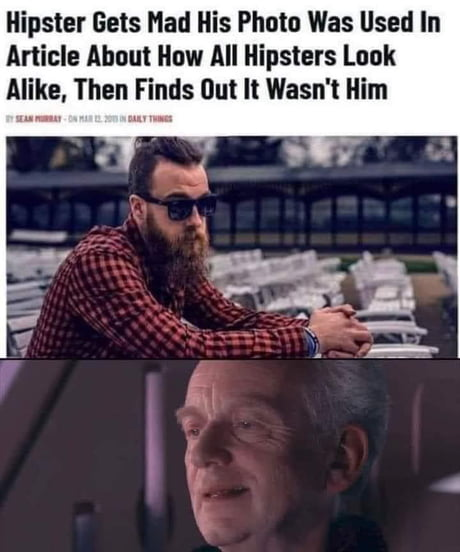 Hipster Gets Mad His Photo Was Used In
Article About How All Hipsters Look
Alike, Then Finds Out It Wasn't Him
BY SEAN MURRAY - ON MAR 12, 2019 IN DAILY THINGS